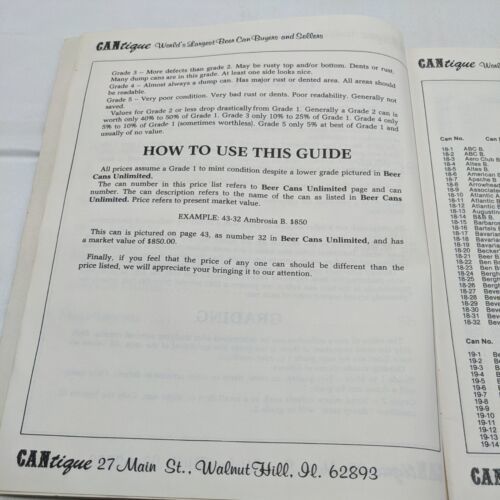 CANtique World's Largest Beer Can Buyers and Sellers
Grade 3 – More defects than grade 2. May be rusty top and/or bottom. Dents or rust.
Many dump cans are in this grade. At least one side looks nice.
Grade 4 – Almost always a dump can. Has major rust or dented area. All areas should
be readable.
Grade 5 – Very poor condition. Very bad rust or dents. Poor readability. Generally not
saved.
Values for Grade 2 or less drop drastically from Grade 1. Generally a Grade 2 can is
worth only 40% to 50% of Grade 1. Grade 3 only 10% to 25% of Grade 1. Grade 4 only
5% to 10% of Grade 1 (sometimes worthless). Grade 5 only 5% at best of Grade 1 and
usually of no value.
HOW TO USE THIS GUIDE
All prices assume a Grade 1 to mint condition despite a lower grade pictured in Beer
Cans Unlimited.
The can number in this price list refers to Beer Cans Unlimited page and can
number. The can description refers to the name of the can as listed in Beer Cans
Unlimited. Price refers to present market value.
EXAMPLE: 43-32 Ambrosia B. $850
This can is pictured on page 43, as number 32 in Beer Cans Unlimited, and has
a market value of $850.00.
Finally, if you feel that the price of any one can should be different than the
price listed, we will appreciate your bringing it to our attention.
CANtique 27 Main St., Walnut Hill, Il. 62893
CANtique
Can No.
18-1 ABC B.
18-2 ABC B.
18-3 Aero Club
18-4 Altes B.
18-5 Altes B.
18-6 American
18-7 Apache B.
18-8 Arrowhead
18-9 Associated
18-10 Atlantic
18-11 Atlantic
18-12 Atlantic
18-13 Augustine
18-14 B&B B.
18-15
18-16 Bartels
18-17 Bavarian
18-18 Bavarian
18-19 Bavarian
18-20 Becker
18-21 Beer
18-22 Ben
18-23 Ben
18-24 Bergh
18-25 Bergh
18-26 Bergh
18-27 Beve
18-28 Beve
18-29 Beve
18-30 Beve
18-31 Beve
18-32 Bev
Can No.
19-1
19-2
19-3
19-4
19-5
19-6
19-7
19-8
19-9
19-10
19-11
19-12
19-13
19-14